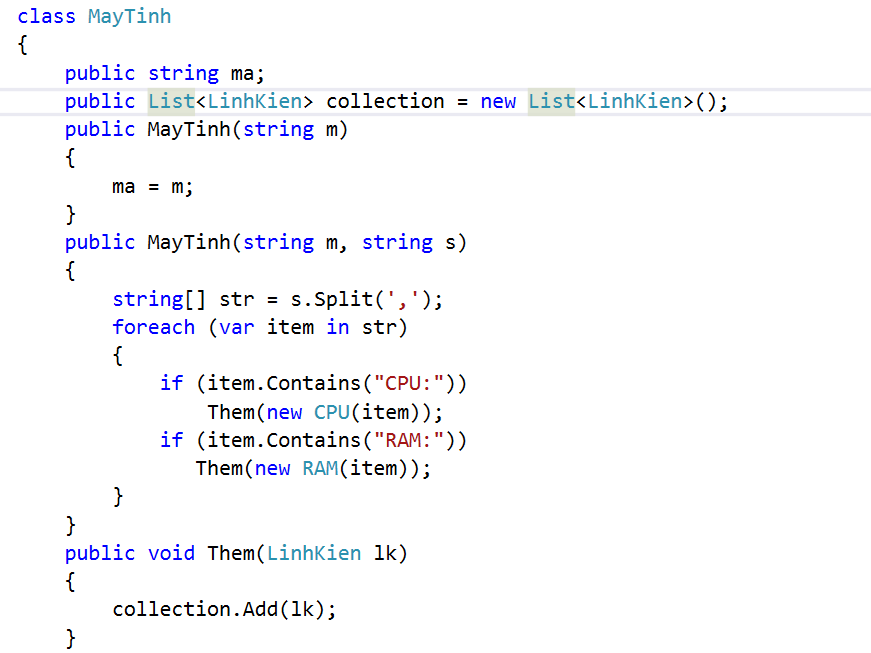 class MayTinh
{
    public string ma;
    public List<LinhKien> collection = new List<LinhKien>();
    public MayTinh(string m)
    {
        ma = m;
    }
    public MayTinh(string m, string s)
    {
        string[] str = s.Split(',');
        foreach (var item in str)
        {
            if (item.Contains("CPU:"))
                Them(new CPU(item));
            if (item.Contains("RAM:"))
               Them(new RAM(item));
        }
    }
    public void Them(LinhKien lk)
    {
        collection.Add(lk);
    }